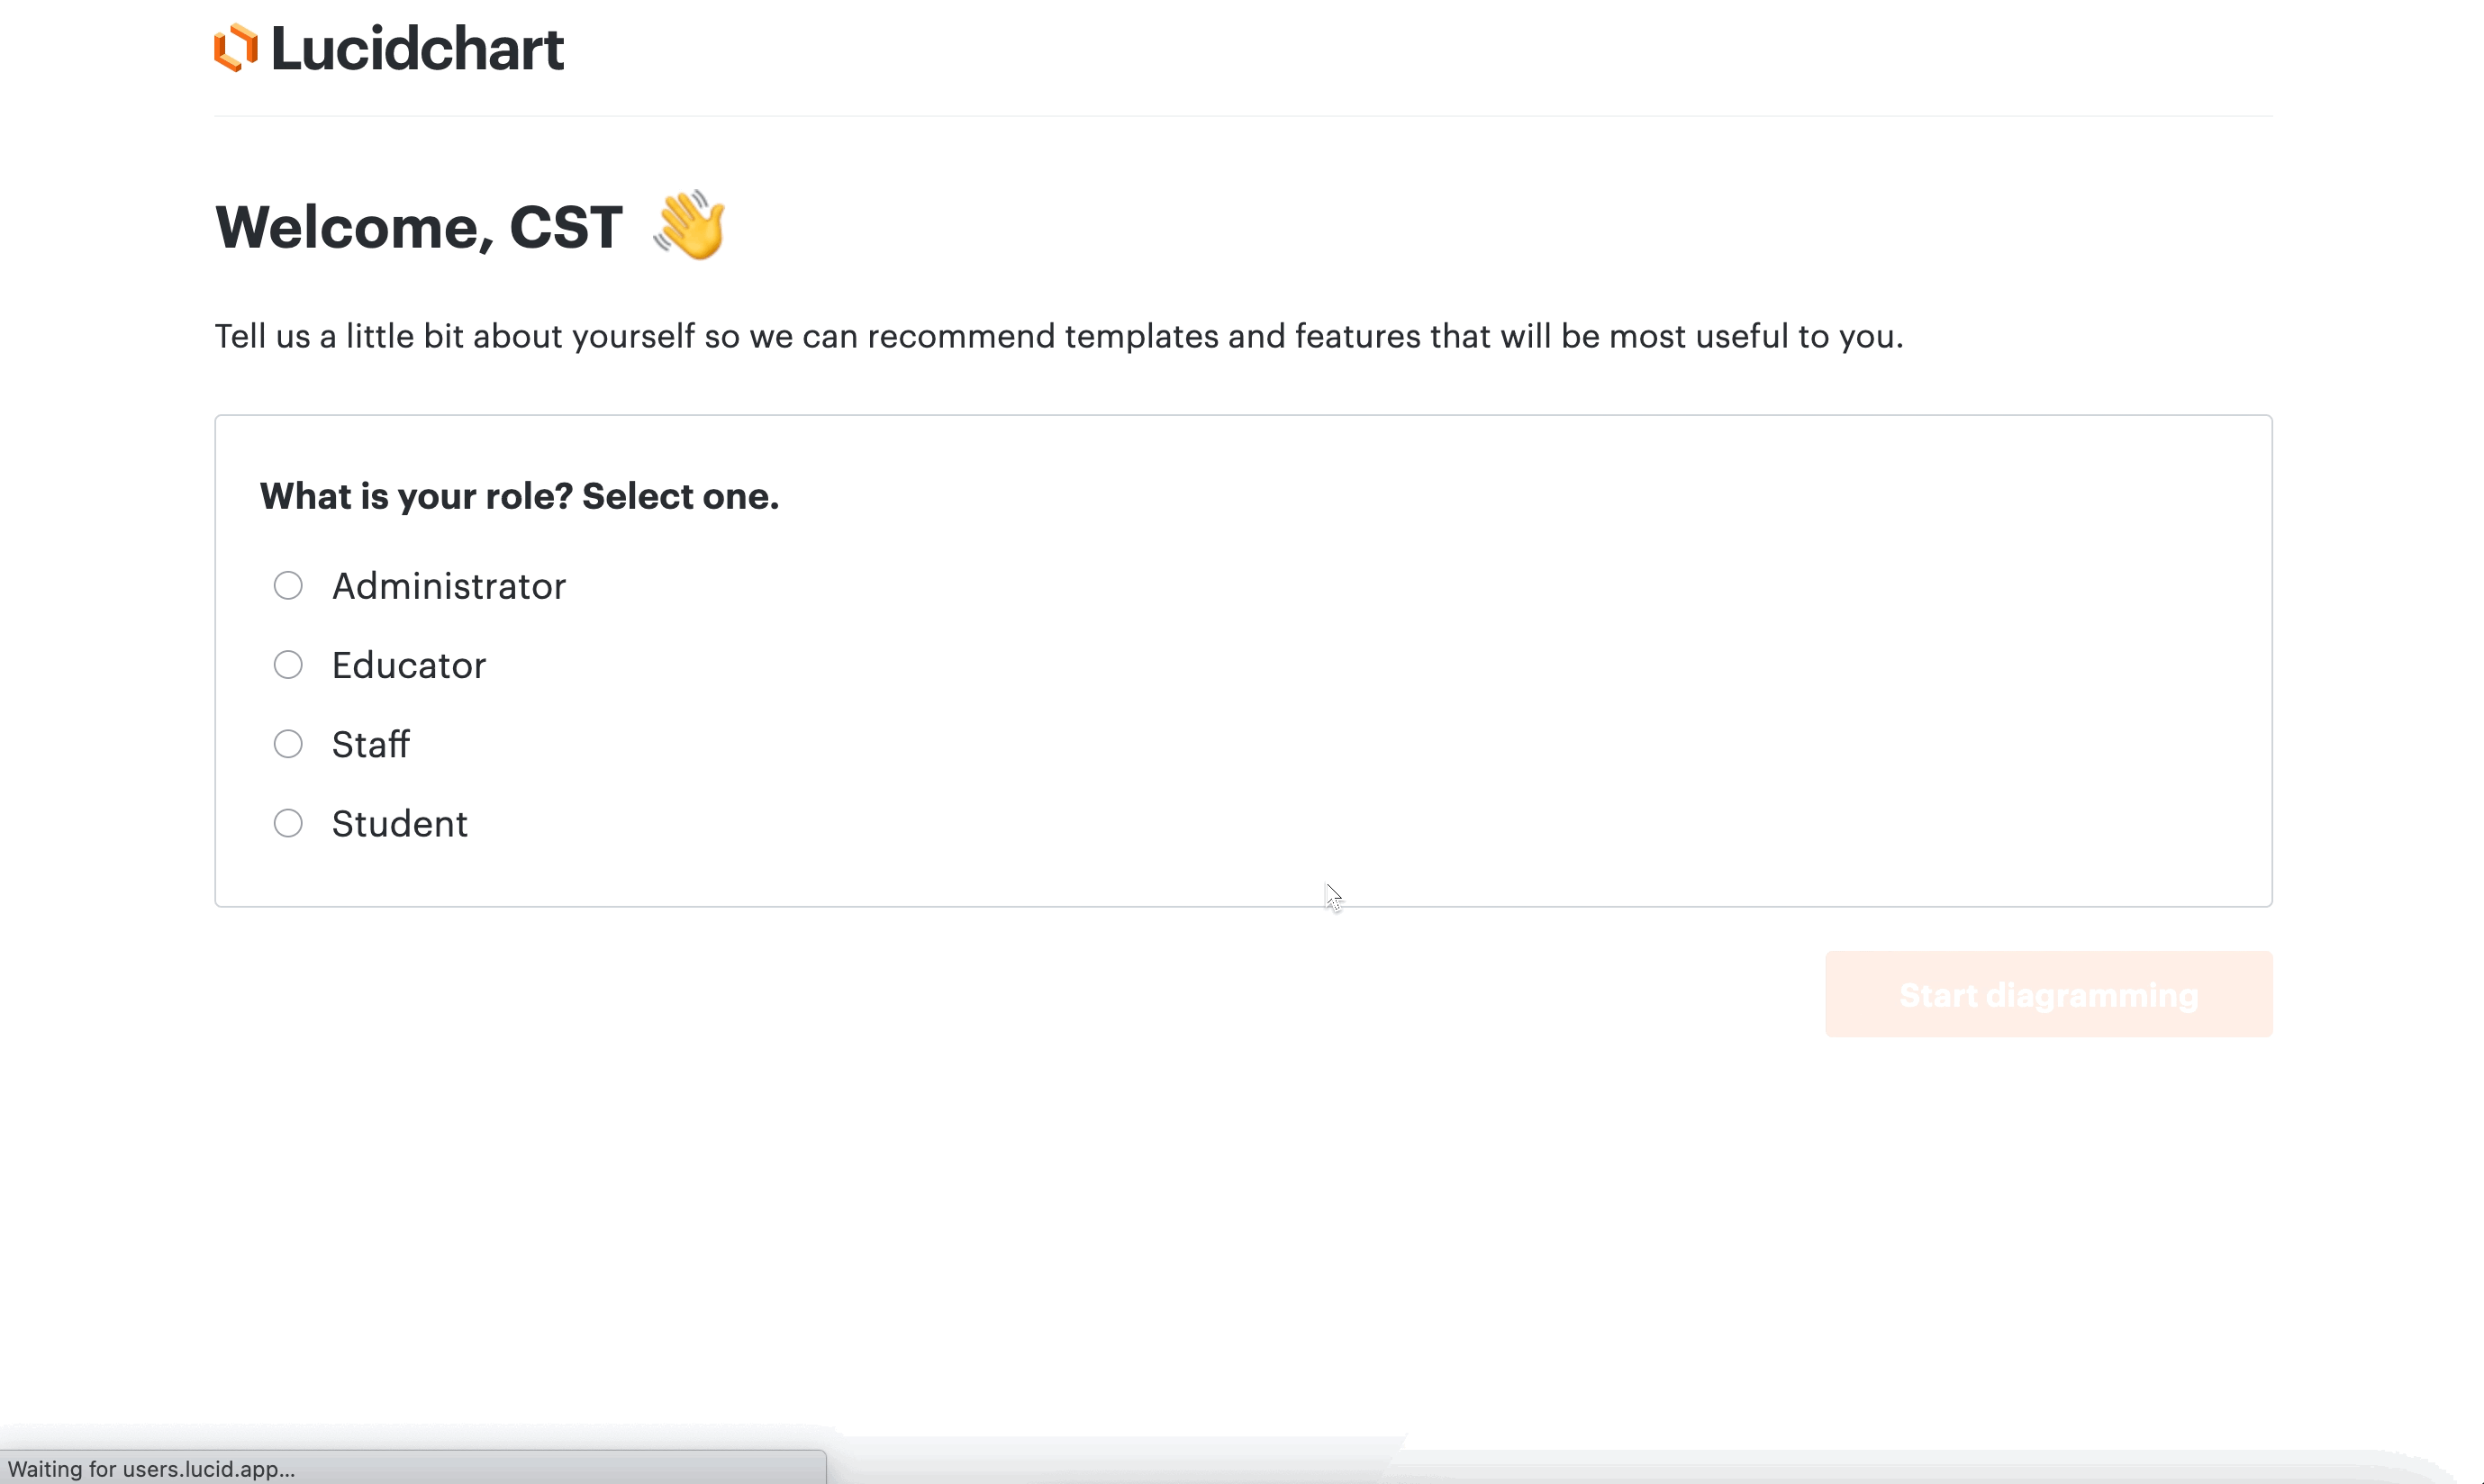 Lucidchart
Welcome, CST 👋
Tell us a little bit about yourself so we can recommend templates and features that will be most useful to you.
What is your role? Select one.
Administrator
Educator
Staff
Student
Start diagramming
Waiting for users.lucid.app...